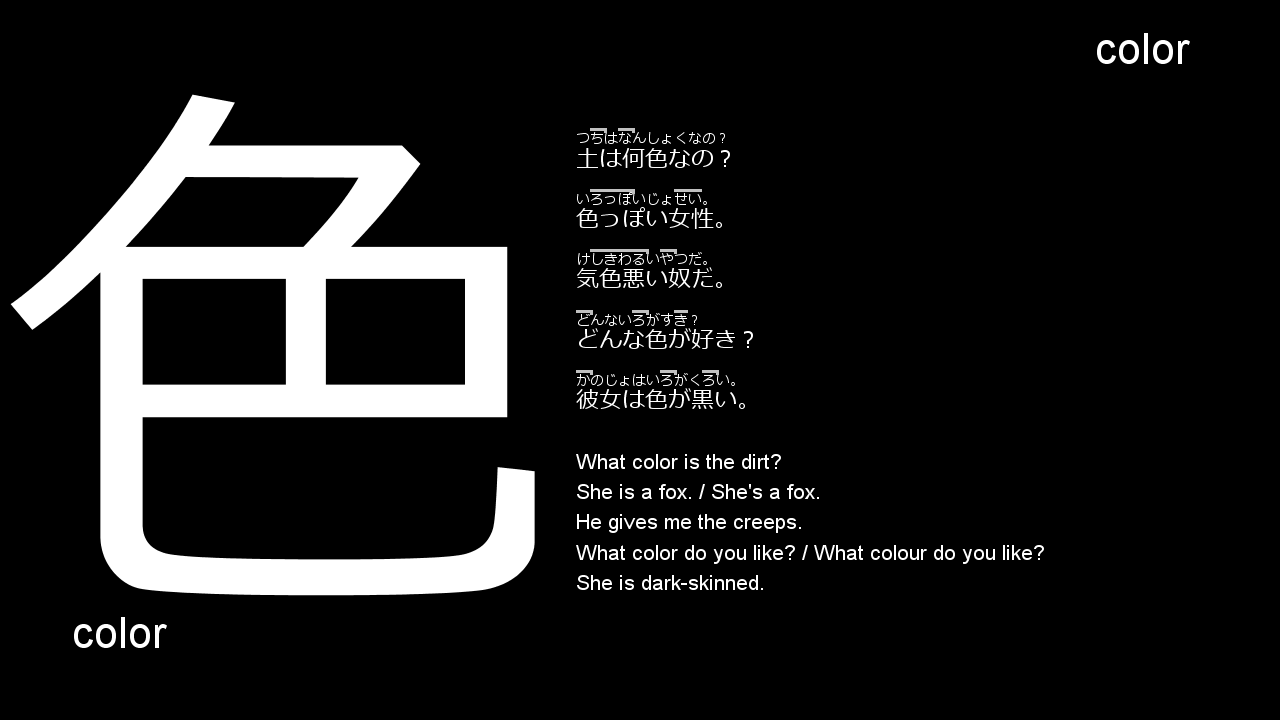 color
色
つちはなんしょくなの？
土は何色なの？
いろっぽいじょせい。
色っぽい女性。
けしきわるいやつだ。
気色悪い奴だ。
どんないろがすき？
どんな色が好き？
かのじょはいろがくろい。
彼女は色が黒い。
What color is the dirt?
She is a fox. / She's a fox.
He gives me the creeps.
What color do you like? / What colour do you like?
She is dark-skinned.
color